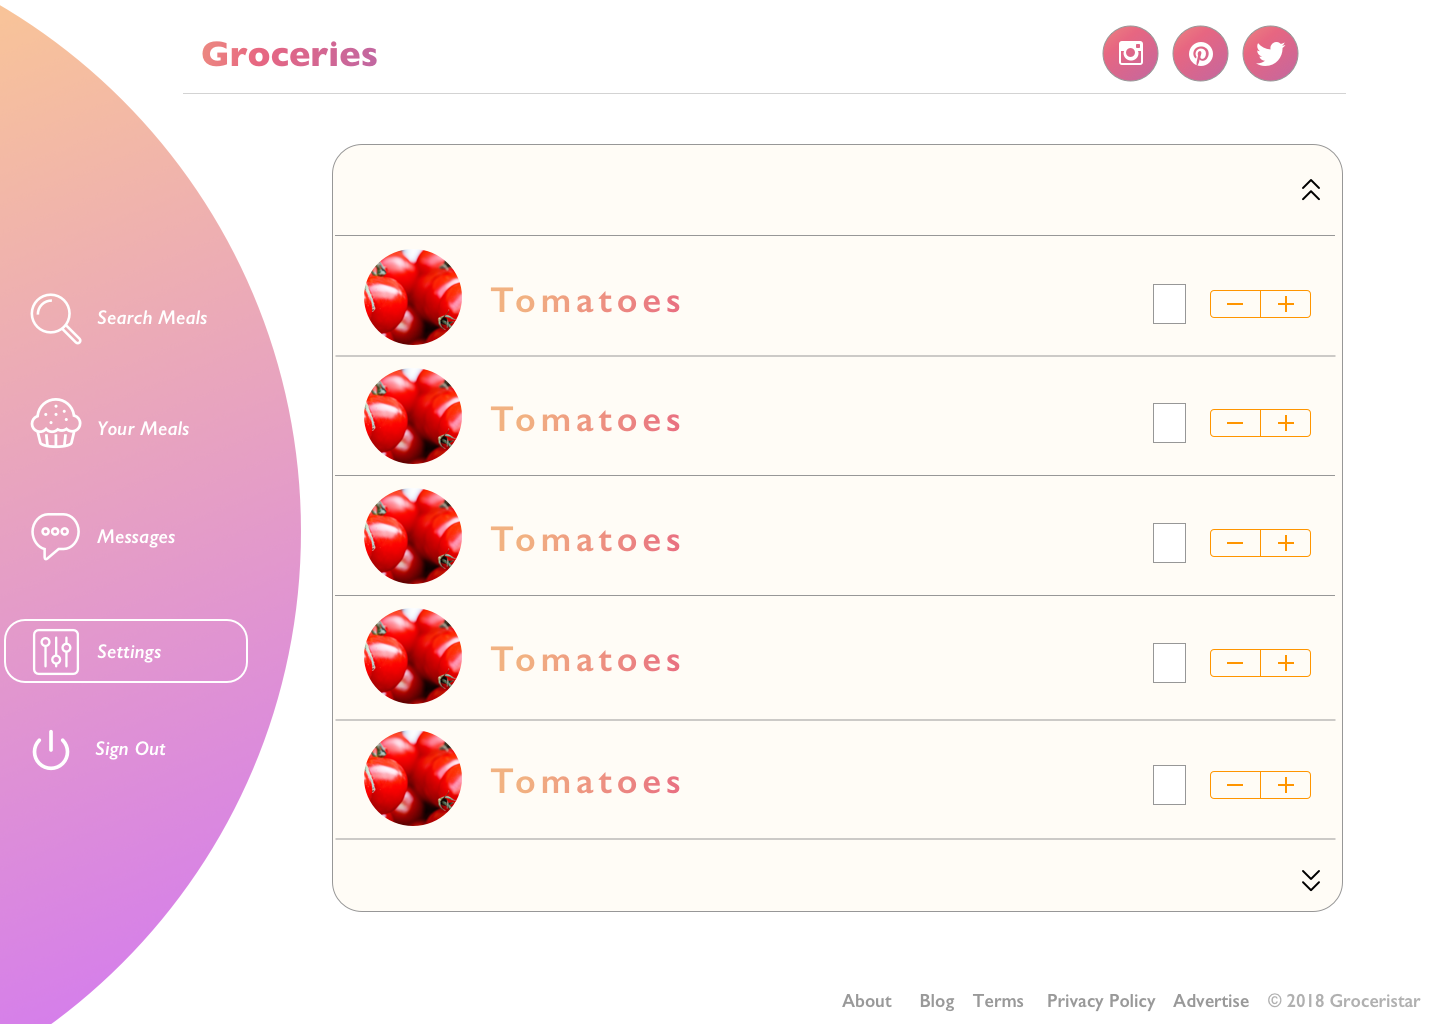 Groceries
Search Meals
Your Meals
Messages
Settings
Sign Out
Tomatoes
Tomatoes
Tomatoes
Tomatoes
Tomatoes
About Blog Terms Privacy Policy Advertise © 2018 Groceristar